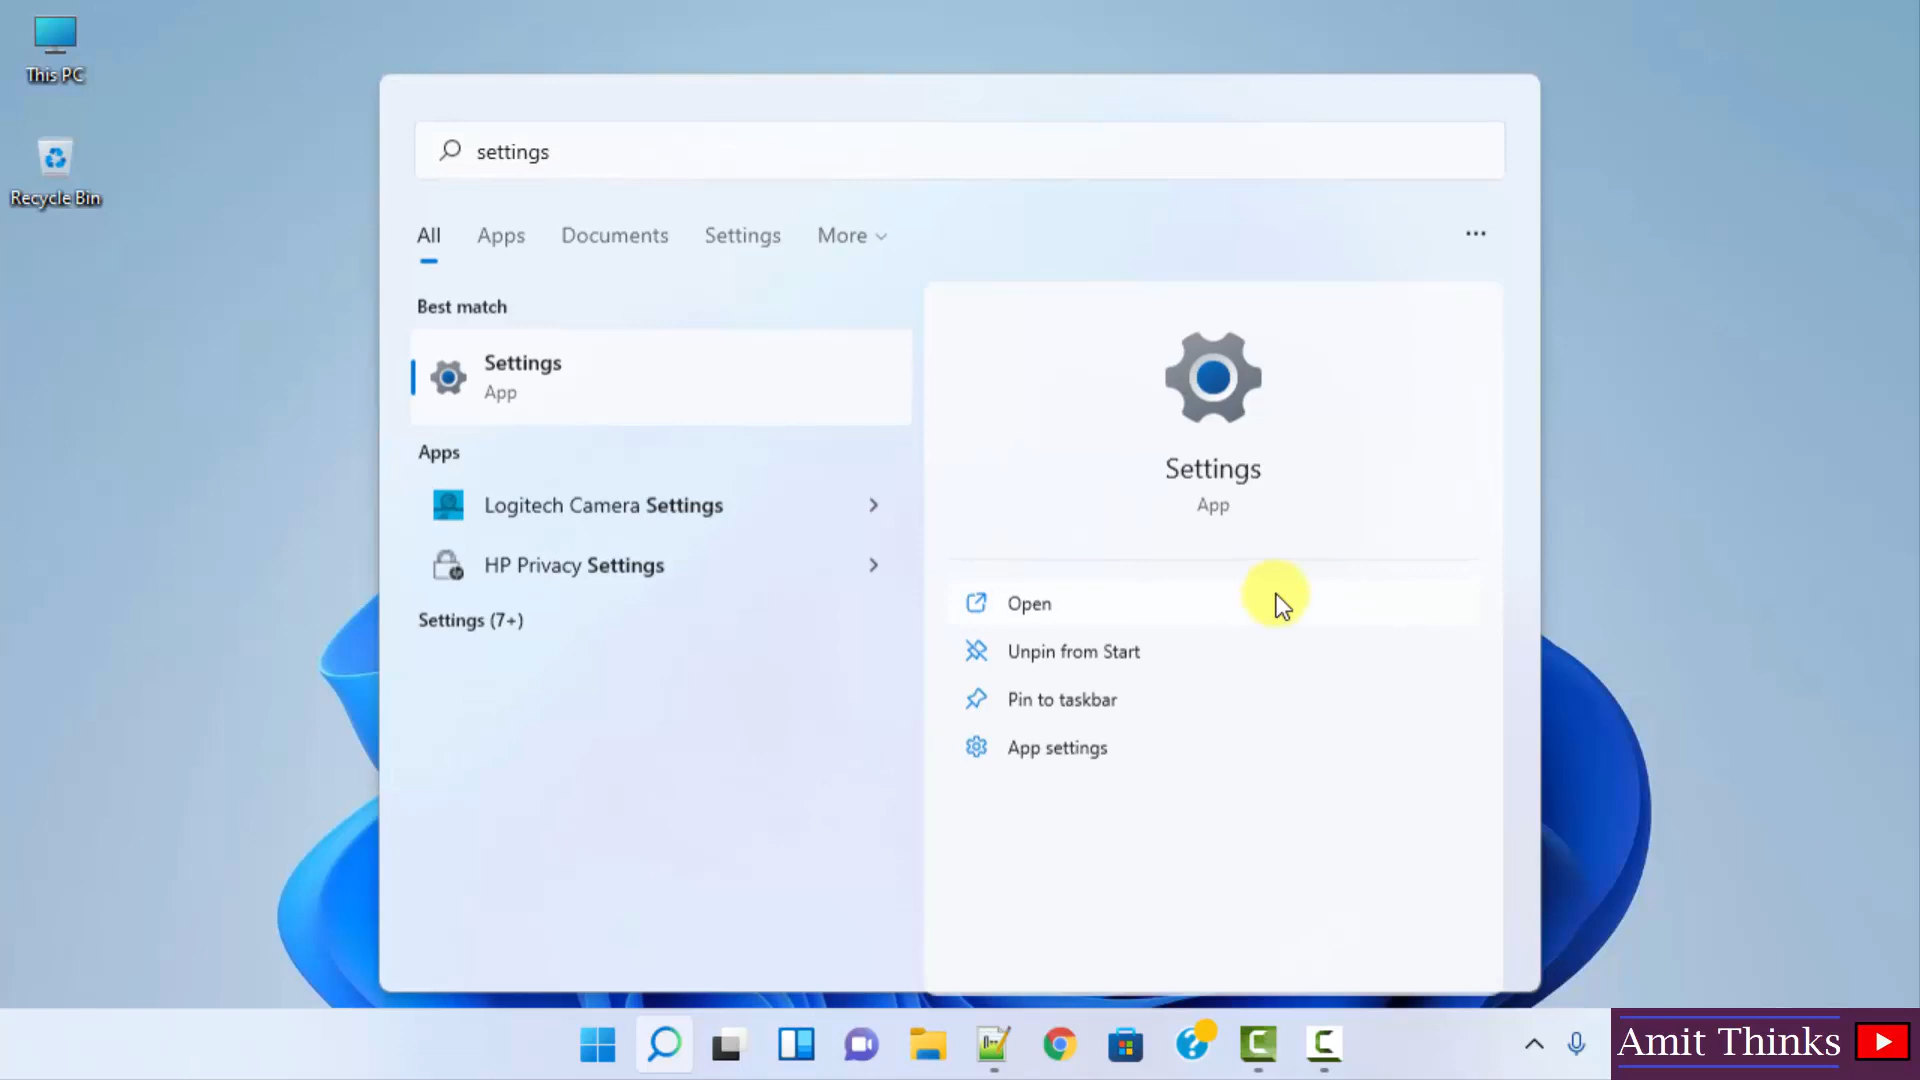 This PC
Recycle Bin
settings
All Apps Documents Settings More
Best match
Settings
App
Apps
Logitech Camera Settings
HP Privacy Settings
Settings (7+)
Settings
App
Open
Unpin from Start
Pin to taskbar
App settings
Amit Thinks